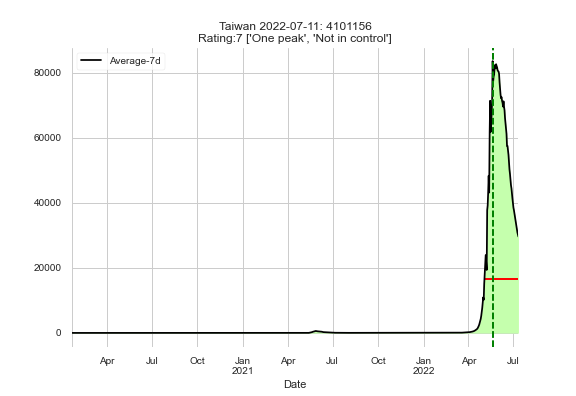 Taiwan 2022-07-11: 4101156
Rating:7 ['One peak', 'Not in control']
Average-7d
80000
60000
40000
20000
0
Apr Jul Oct Jan Apr Jul Oct Jan Apr Jul
2021 2022
Date